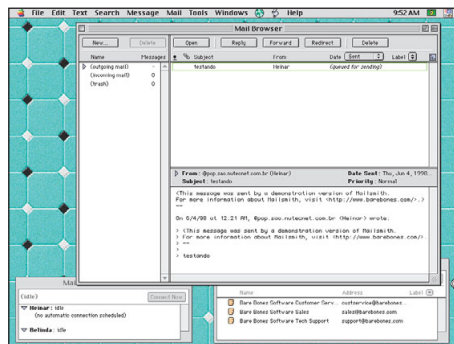 File Edit Text Search Message Mail Tools Windows Help 9:52 AM
Mail Browser
New... Delete Open Reply Forward Redirect Delete
Name Messages Subject From Date Sent Label
(outgoing mail) testando Heinar (queued for sending)
(incoming mail) 0
(trash) 0
From: @pop.sao.nutecnet.com.br (Heinar) Date Sent: Thu, Jun 4, 1998...
Subject: testando Priority: Normal
(This message was sent by a demonstration version of Mailsmith.
For more information about Mailsmith, visit <http://www.barebones.com/>.)
--
On 6/4/98 at 12:21 AM, @pop.sao.nutecnet.com.br (Heinar) wrote:
> (This message was sent by a demonstration version of Mailsmith.
> For more information about Mailsmith, visit <http://www.barebones.com/
> --
>
> testando
Mai
(idle) Connect Now
Heinar: Idle
(no automatic connection scheduled)
Belinda: Idle
Name Address Label
Bare Bones Software Customer Serv... custservice@barebones...
Bare Bones Software Sales sales@barebones.com
Bare Bones Software Tech Support support@barebones.com